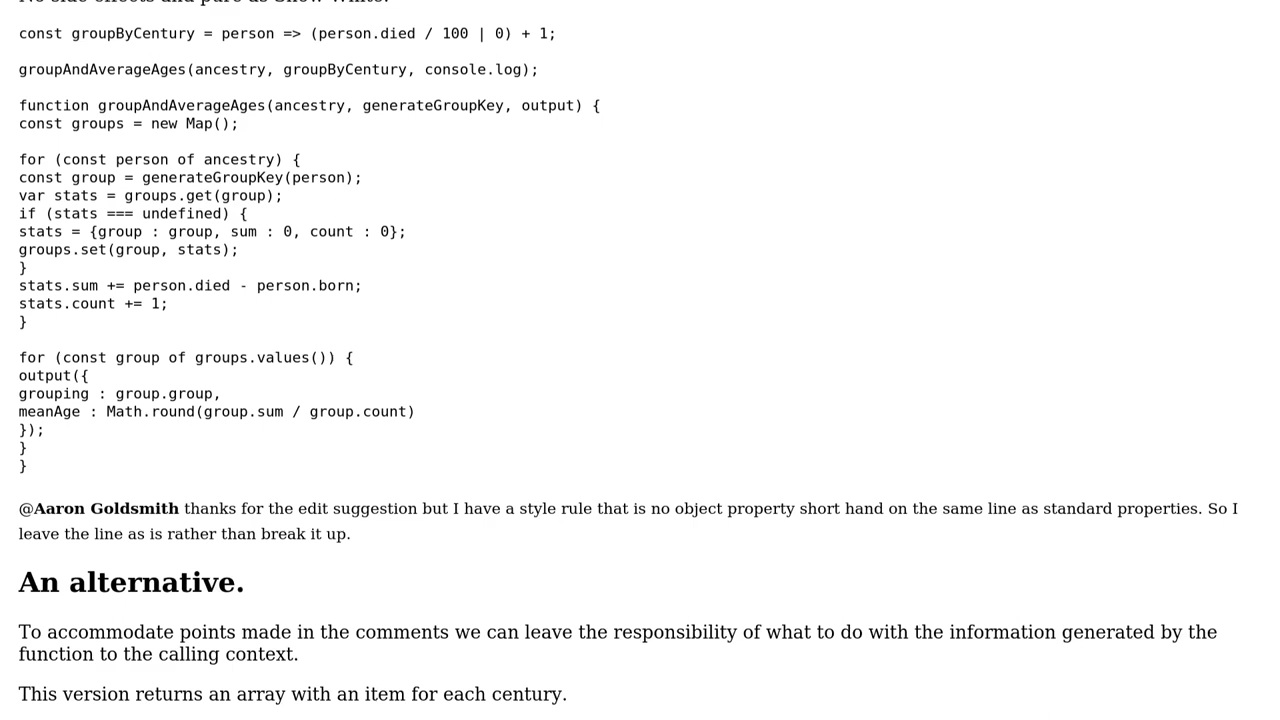 No side effects and pure as Snow White.
const groupByCentury = person => (person.died / 100 | 0) + 1;
groupAndAverageAges(ancestry, groupByCentury, console.log);
function groupAndAverageAges(ancestry, generateGroupKey, output) {
const groups = new Map();
for (const person of ancestry) {
const group = generateGroupKey(person);
var stats = groups.get(group);
if (stats === undefined) {
stats = {group : group, sum : 0, count : 0};
groups.set(group, stats);
}
stats.sum += person.died - person.born;
stats.count += 1;
}
for (const group of groups.values()) {
output({
grouping : group.group,
meanAge : Math.round(group.sum / group.count)
});
}
}
@Aaron Goldsmith thanks for the edit suggestion but I have a style rule that is no object property short hand on the same line as standard properties. So I
leave the line as is rather than break it up.
An alternative.
To accommodate points made in the comments we can leave the responsibility of what to do with the information generated by the
function to the calling context.
This version returns an array with an item for each century.